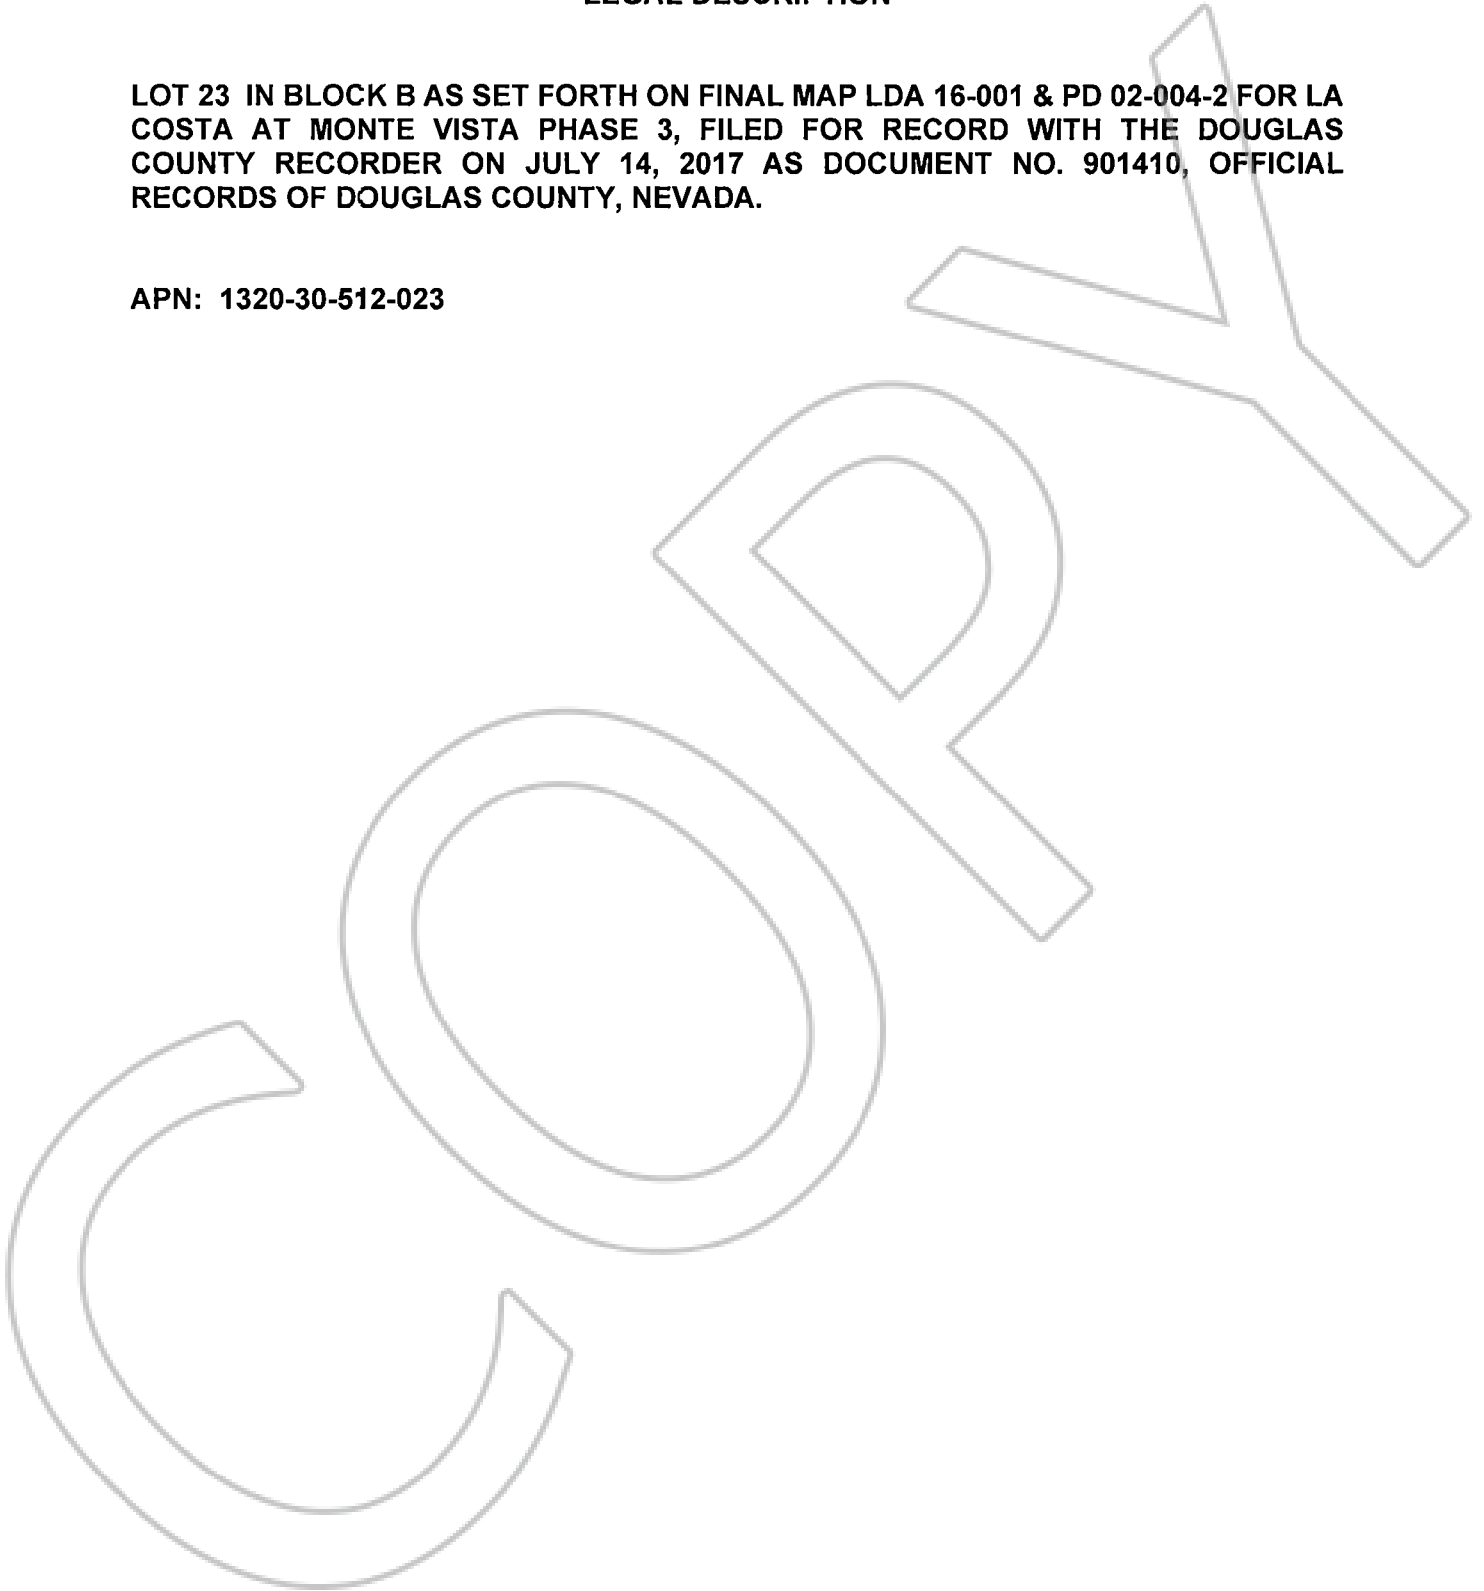 LEGAL DESCRIPTION
LOT 23 IN BLOCK B AS SET FORTH ON FINAL MAP LDA 16-001 & PD 02-004-2 FOR LA
COSTA AT MONTE VISTA PHASE 3, FILED FOR RECORD WITH THE DOUGLAS
COUNTY RECORDER ON JULY 14, 2017 AS DOCUMENT NO. 901410, OFFICIAL
RECORDS OF DOUGLAS COUNTY, NEVADA.
APN: 1320-30-512-023
COPY